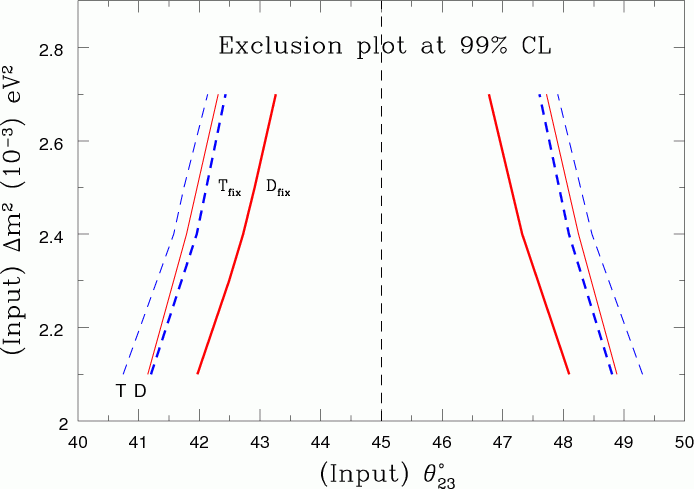 Exclusion plot at 99% CL
(Input) Δm² (10⁻³) eV²
2.8
2.6
2.4
2.2
2
T_fix D_fix
T D
40 41 42 43 44 45 46 47 48 49 50
(Input) θ°₂₃